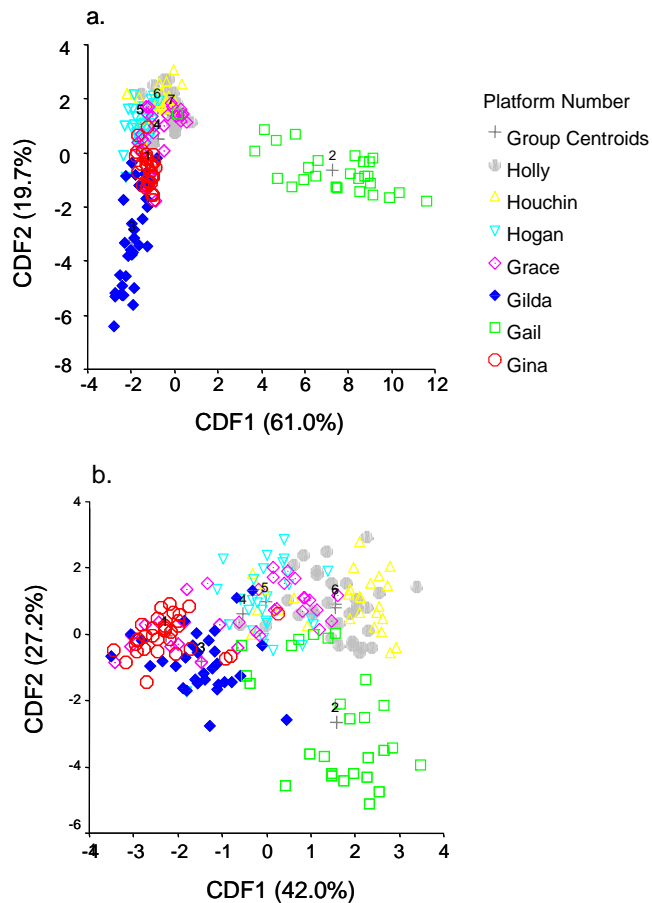 a.
4
2
0
-2
-4
-6
-8
CDF2 (19.7%)
6
7
5
4
1
2
3
-4 -2 0 2 4 6 8 10 12
CDF1 (61.0%)
Platform Number
Group Centroids
Holly
Houchin
Hogan
Grace
Gilda
Gail
Gina
b.
4
2
0
-2
-4
-6
CDF2 (27.2%)
5
4
6
1
3
2
-4 -3 -2 -1 0 1 2 3 4
CDF1 (42.0%)